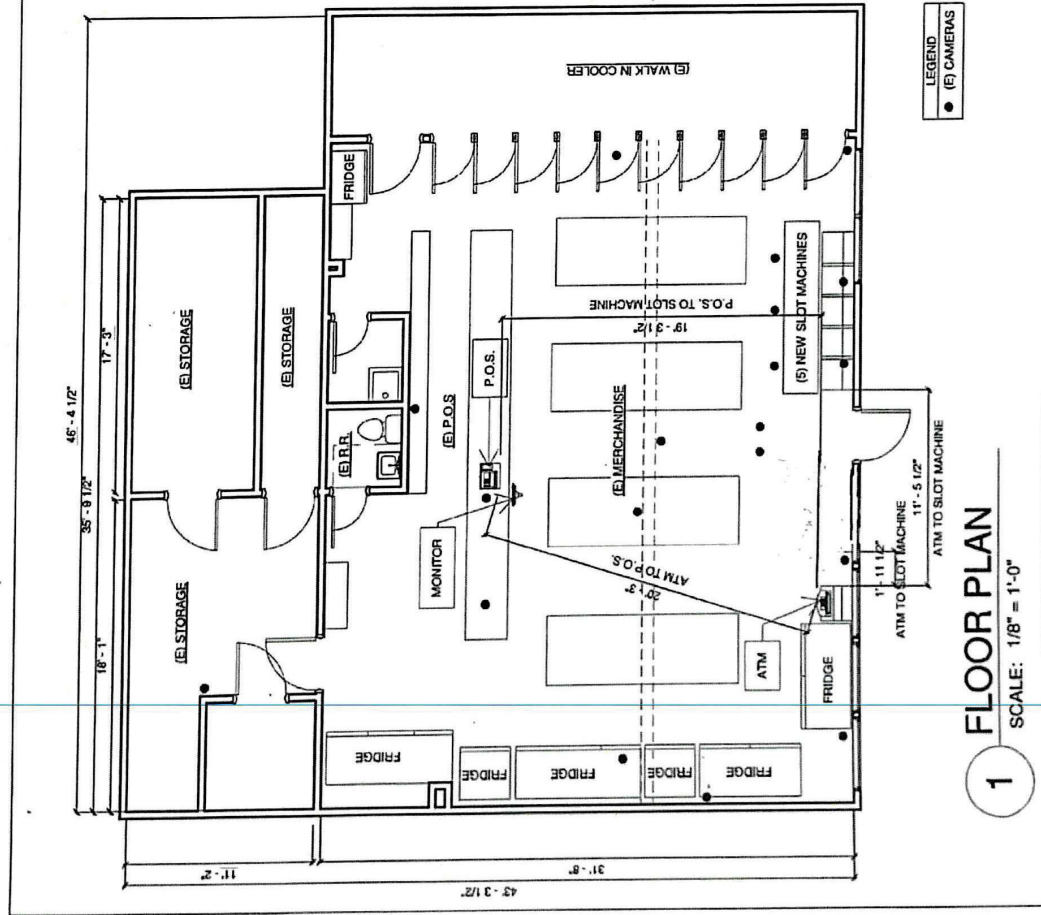 46' - 4 1/2"
35' - 9 1/2"
18' - 1"
17' - 3"
11' - 2"
31' - 8"
43' - 3 1/2"
(E) STORAGE
(E) STORAGE
(E) STORAGE
(E) R.R
FRIDGE
(E) WALK IN COOLER
(E) P.O.S
P.O.S.
MONITOR
FRIDGE
FRIDGE
FRIDGE
FRIDGE
FRIDGE
(E) MERCHANDISE
20' - 3"
ATM TO P.O.S.
P.O.S. TO SLOT MACHINE
19' - 3 1/2"
(5) NEW SLOT MACHINES
ATM
FRIDGE
1' - 11 1/2"
ATM TO SLOT MACHINE
11' - 5 1/2"
ATM TO SLOT MACHINE
LEGEND
(E) CAMERAS
1
FLOOR PLAN
SCALE: 1/8" = 1'-0"